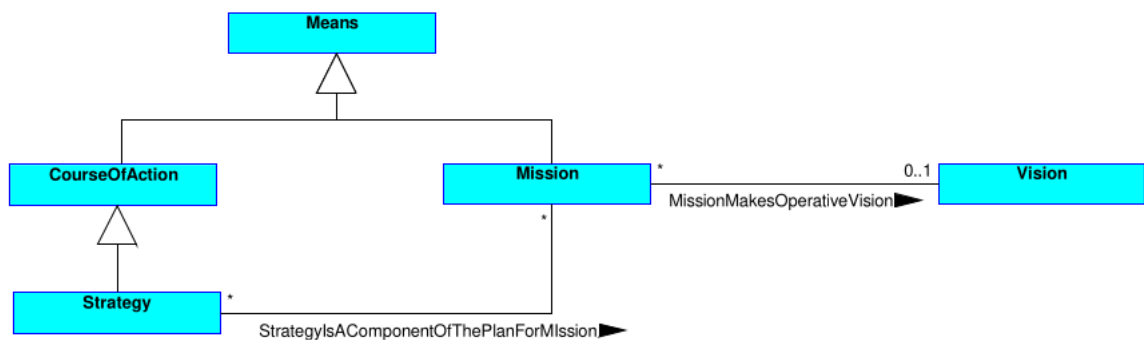 Means
CourseOfAction
Mission
* 0..1
Vision
MissionMakesOperativeVision
*
Strategy
*
StrategyIsAComponentOfThePlanForMIssion